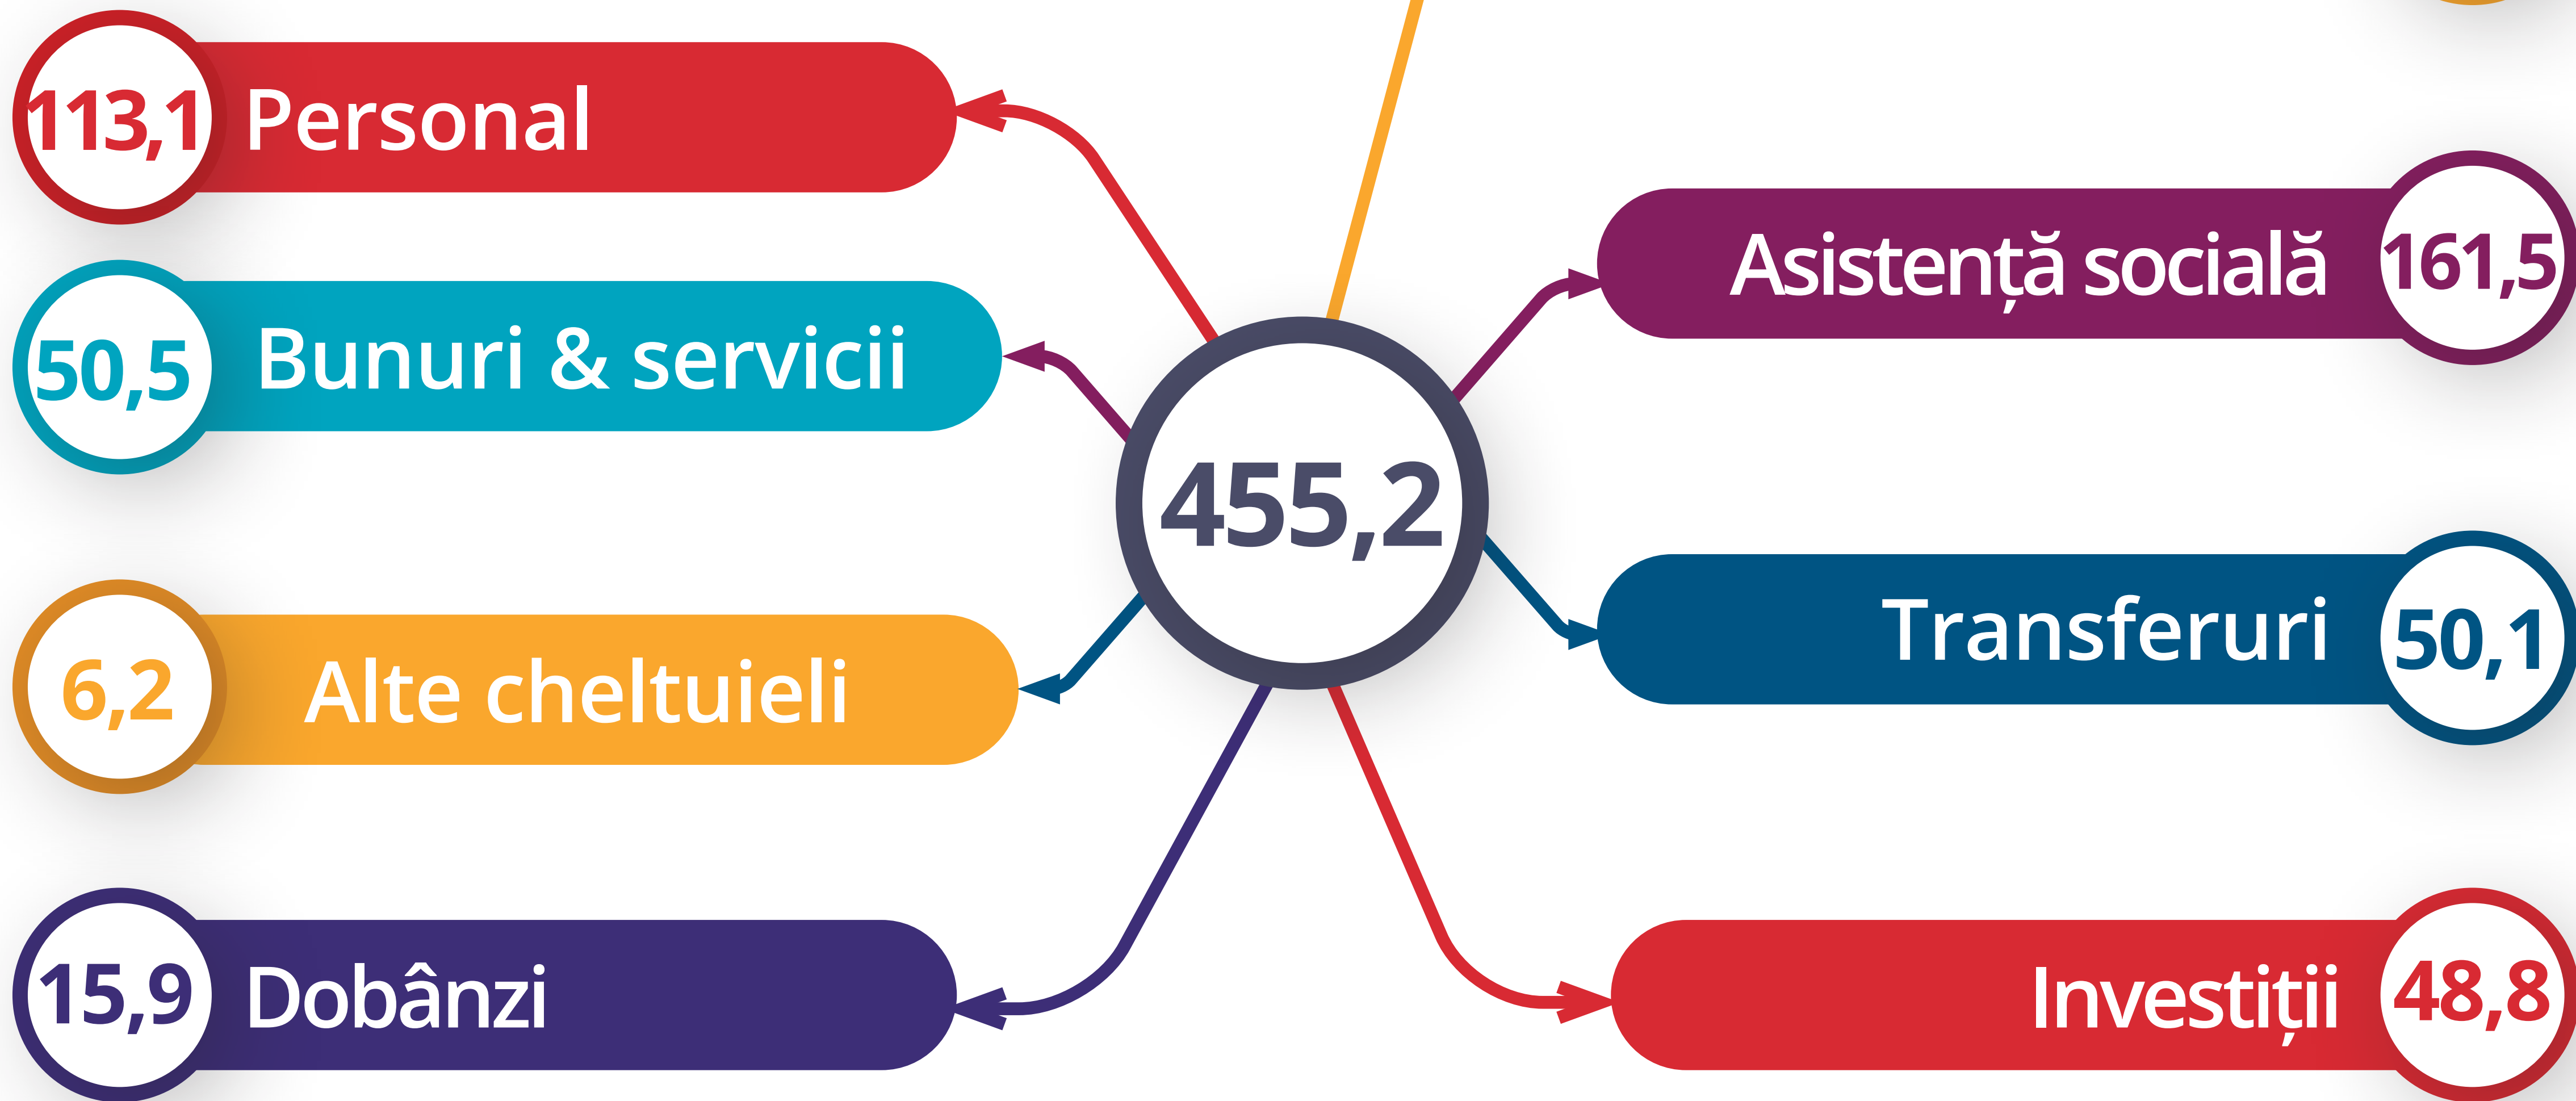 113,1 Personal
50,5 Bunuri & servicii
6,2 Alte cheltuieli
15,9 Dobânzi
455,2
Asistență socială 161,5
Transferuri 50,1
Investiții 48,8